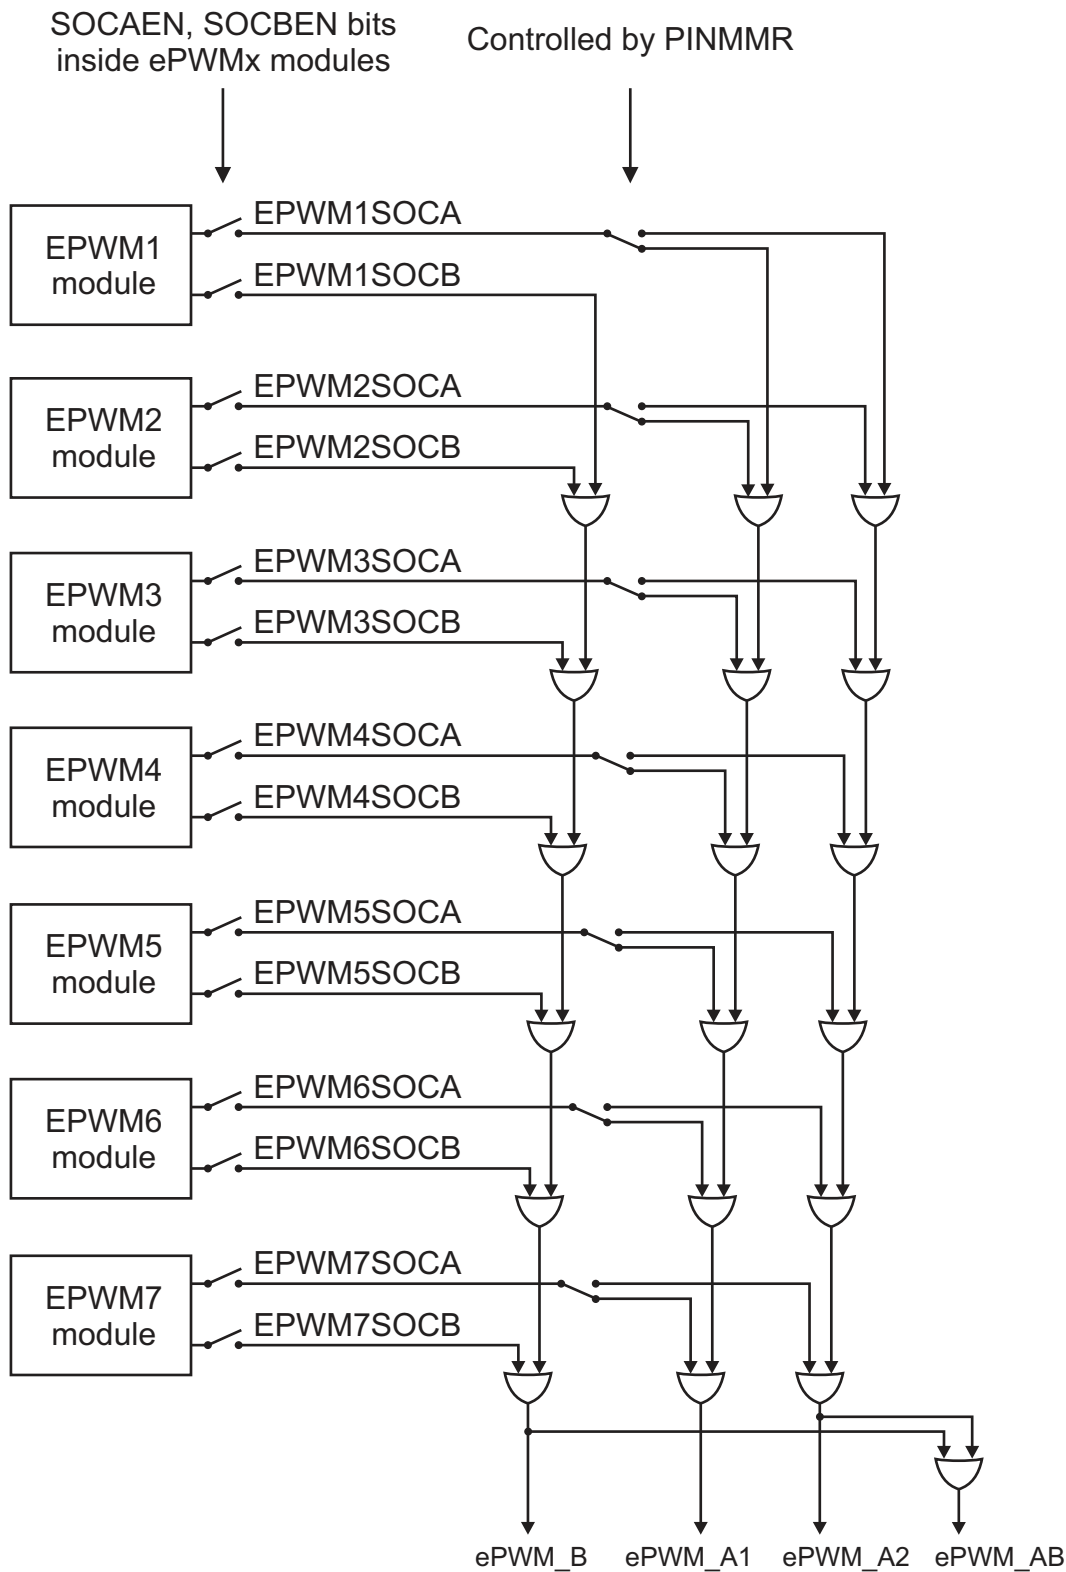 SOCAEN, SOCBEN bits
inside ePWMx modules
Controlled by PINMMR
EPWM1
module
EPWM1SOCA
EPWM1SOCB
EPWM2
module
EPWM2SOCA
EPWM2SOCB
EPWM3
module
EPWM3SOCA
EPWM3SOCB
EPWM4
module
EPWM4SOCA
EPWM4SOCB
EPWM5
module
EPWM5SOCA
EPWM5SOCB
EPWM6
module
EPWM6SOCA
EPWM6SOCB
EPWM7
module
EPWM7SOCA
EPWM7SOCB
ePWM_B
ePWM_A1
ePWM_A2
ePWM_AB